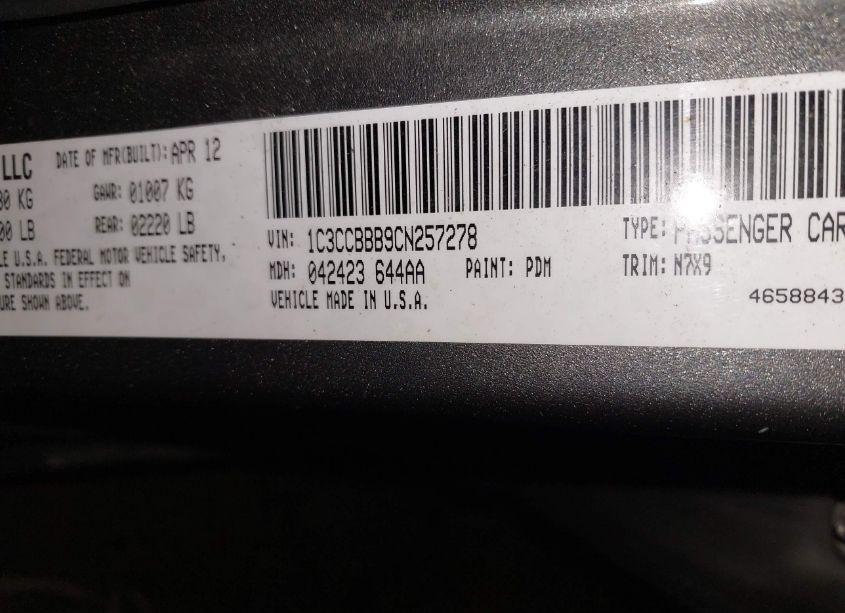 LLC DATE OF MFR(BUILT): APR 12
KG GAWR: 01007 KG
LB REAR: 02220 LB
U.S.A. FEDERAL MOTOR VEHICLE SAFETY,
STANDARDS IN EFFECT ON
SHOWN ABOVE.
VIN: 1C3CCBBB9CN257278 TYPE: PASSENGER CAR
MDH: 042423 644AA PAINT: PDM TRIM: N7X9
VEHICLE MADE IN U.S.A.
4658843